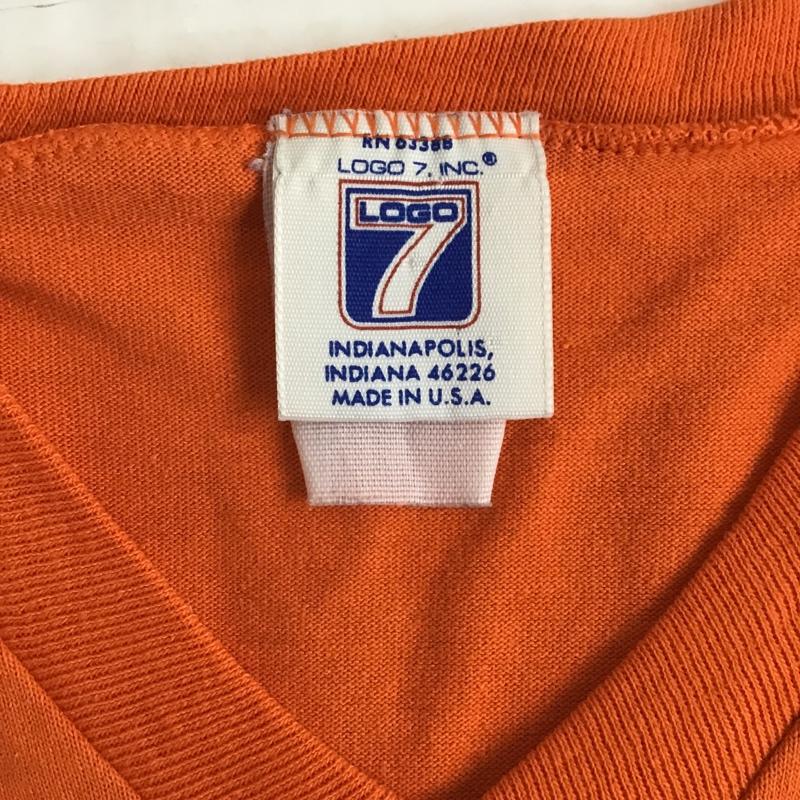 RN 63388
LOGO 7, INC.®
LOGO
7
INDIANAPOLIS,
INDIANA 46226
MADE IN U.S.A.